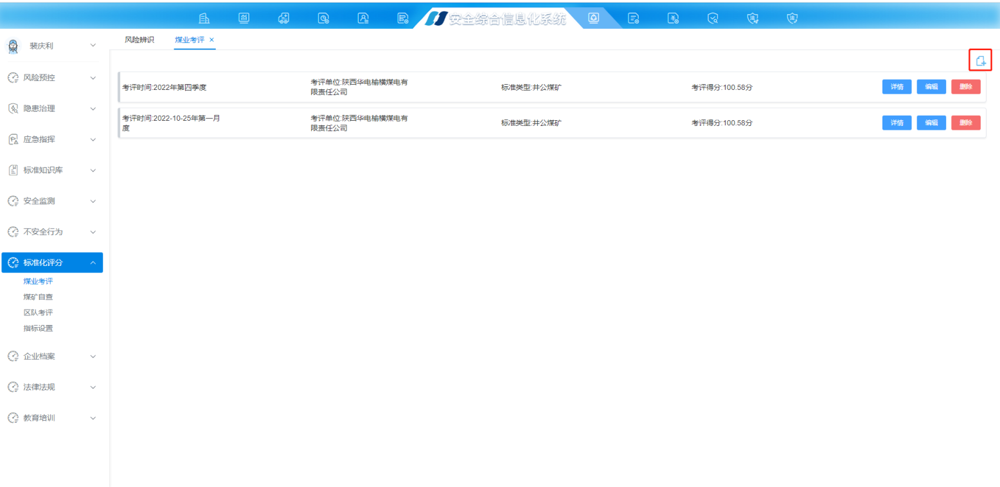 安全综合信息化系统
裴庆利
风险辨识
煤业考评 ×
风险预控
隐患治理
应急指挥
标准知识库
安全监测
不安全行为
标准化评分
煤业考评
煤矿自查
区队考评
指标设置
企业档案
法律法规
教育培训
考评时间:2022年第四季度
考评单位:陕西华电榆横煤电有
限责任公司
标准类型:井公煤矿
考评得分:100.58分
详情
编辑
删除
考评时间:2022-10-25年第一月
度
考评单位:陕西华电榆横煤电有
限责任公司
标准类型:井公煤矿
考评得分:100.58分
详情
编辑
删除